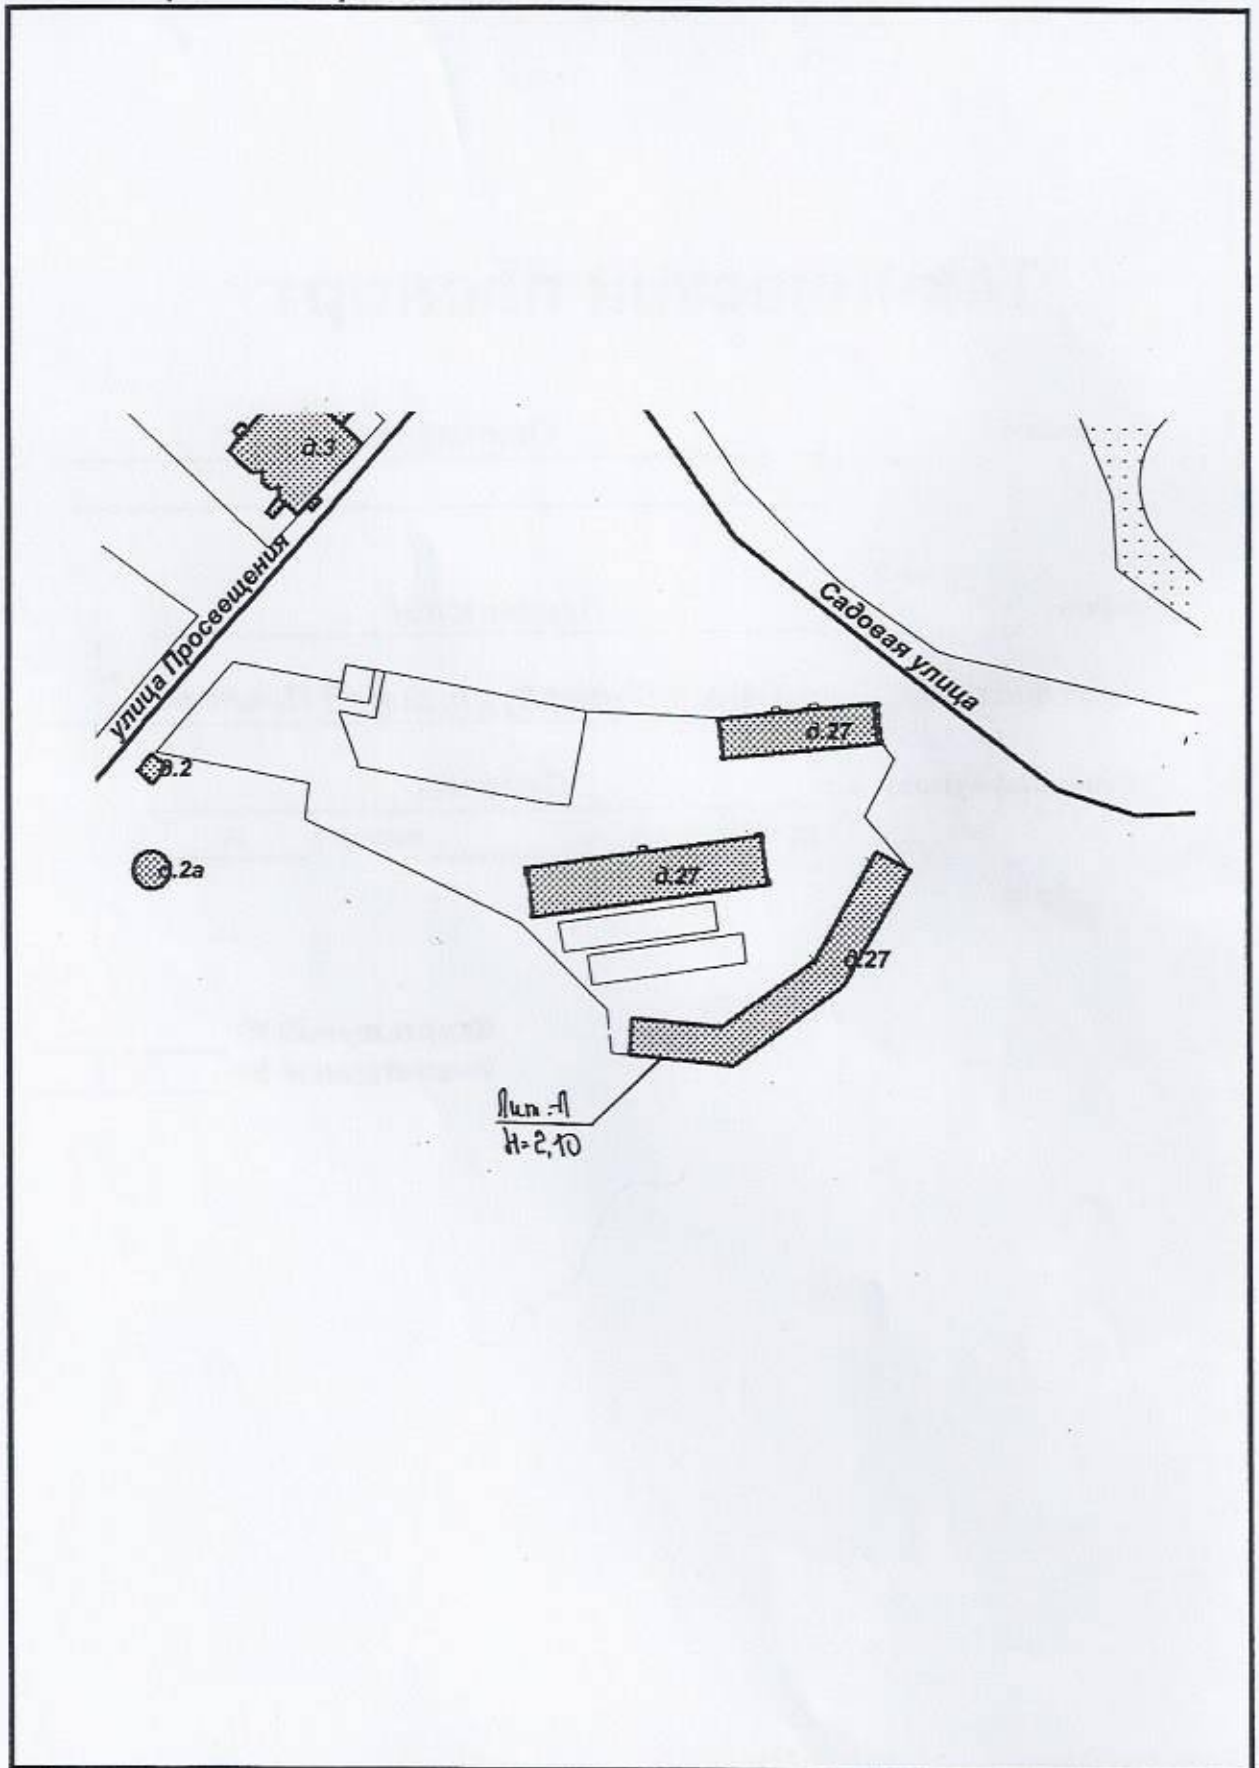 д.3
улица Просвещения
Садовая улица
д.27
д.2
д.2а
д.27
д.27
Лит.-А
H=2,10